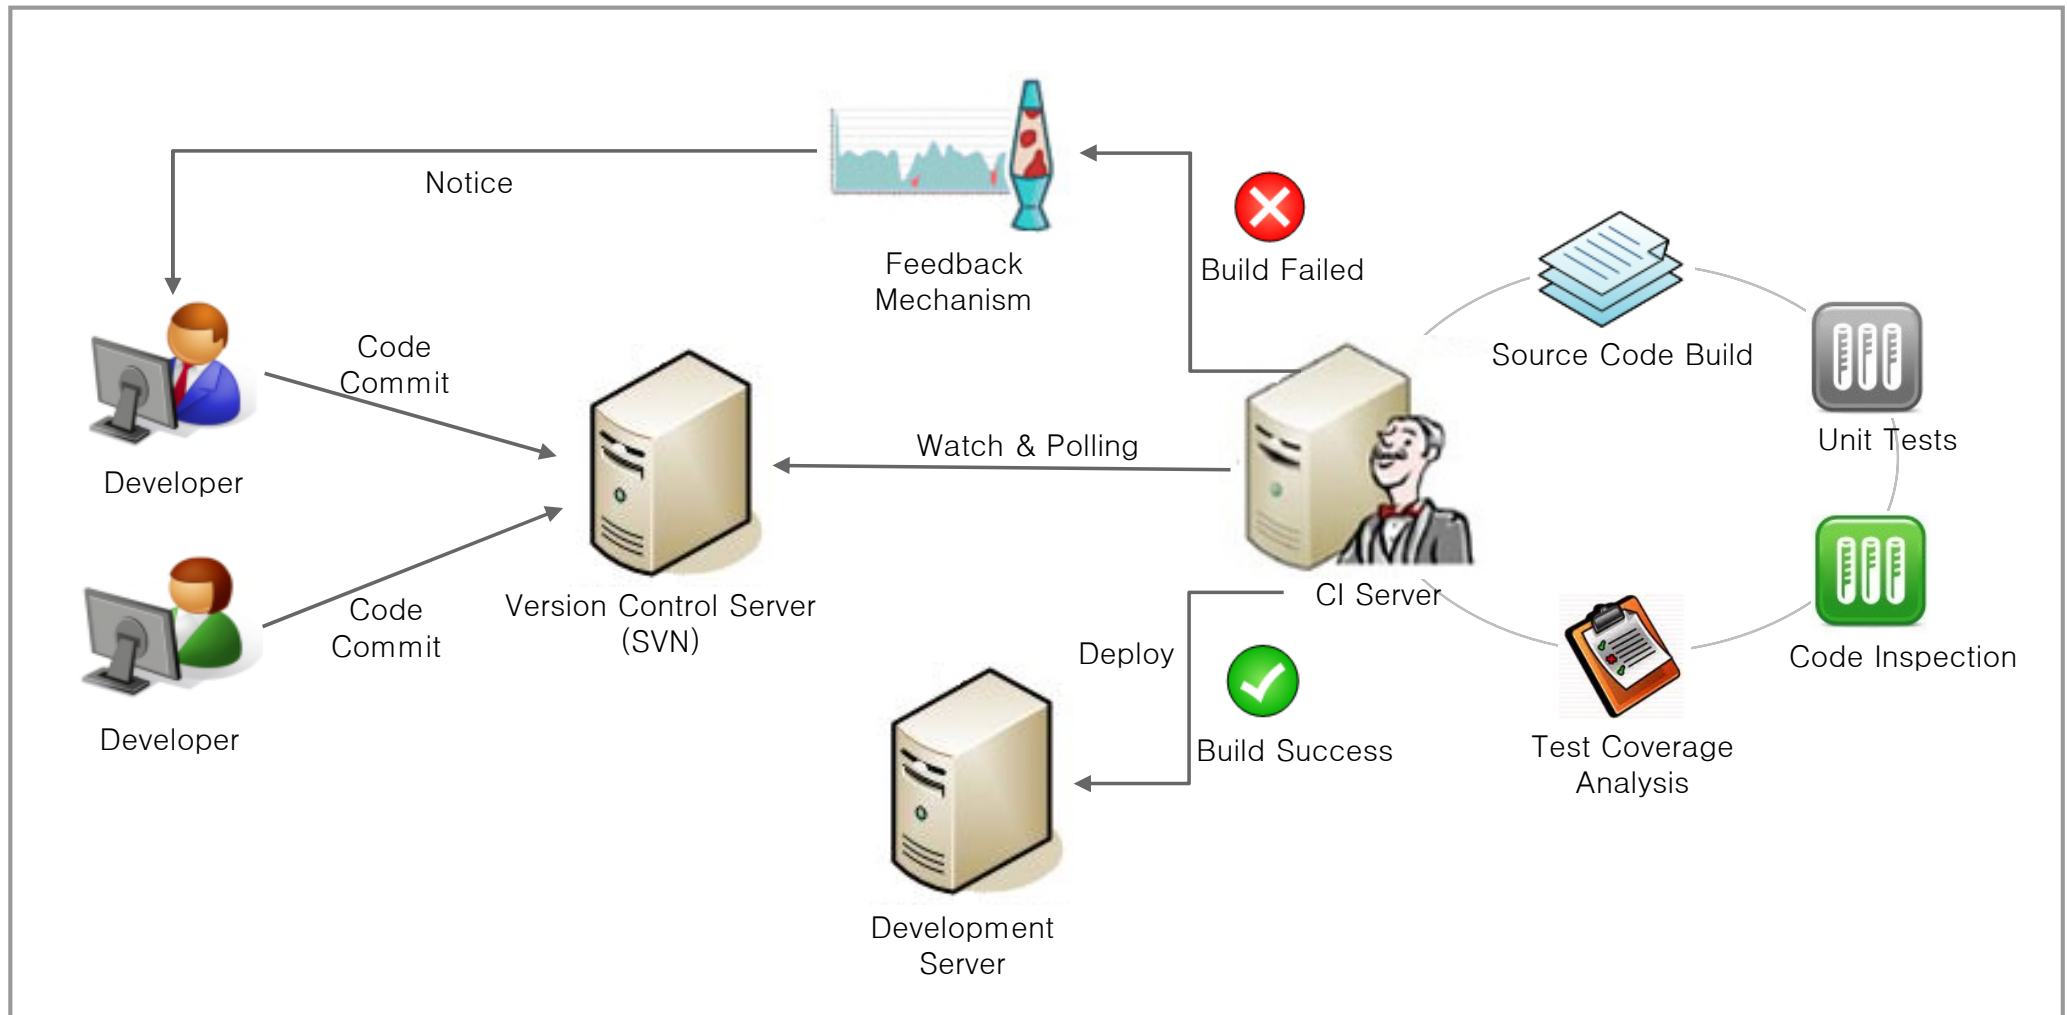 Notice
Feedback
Mechanism
Build Failed
Source Code Build
Unit Tests
Code
Commit
Developer
Watch & Polling
Version Control Server
(SVN)
CI Server
Code
Commit
Developer
Deploy
Build Success
Code Inspection
Test Coverage
Analysis
Development
Server